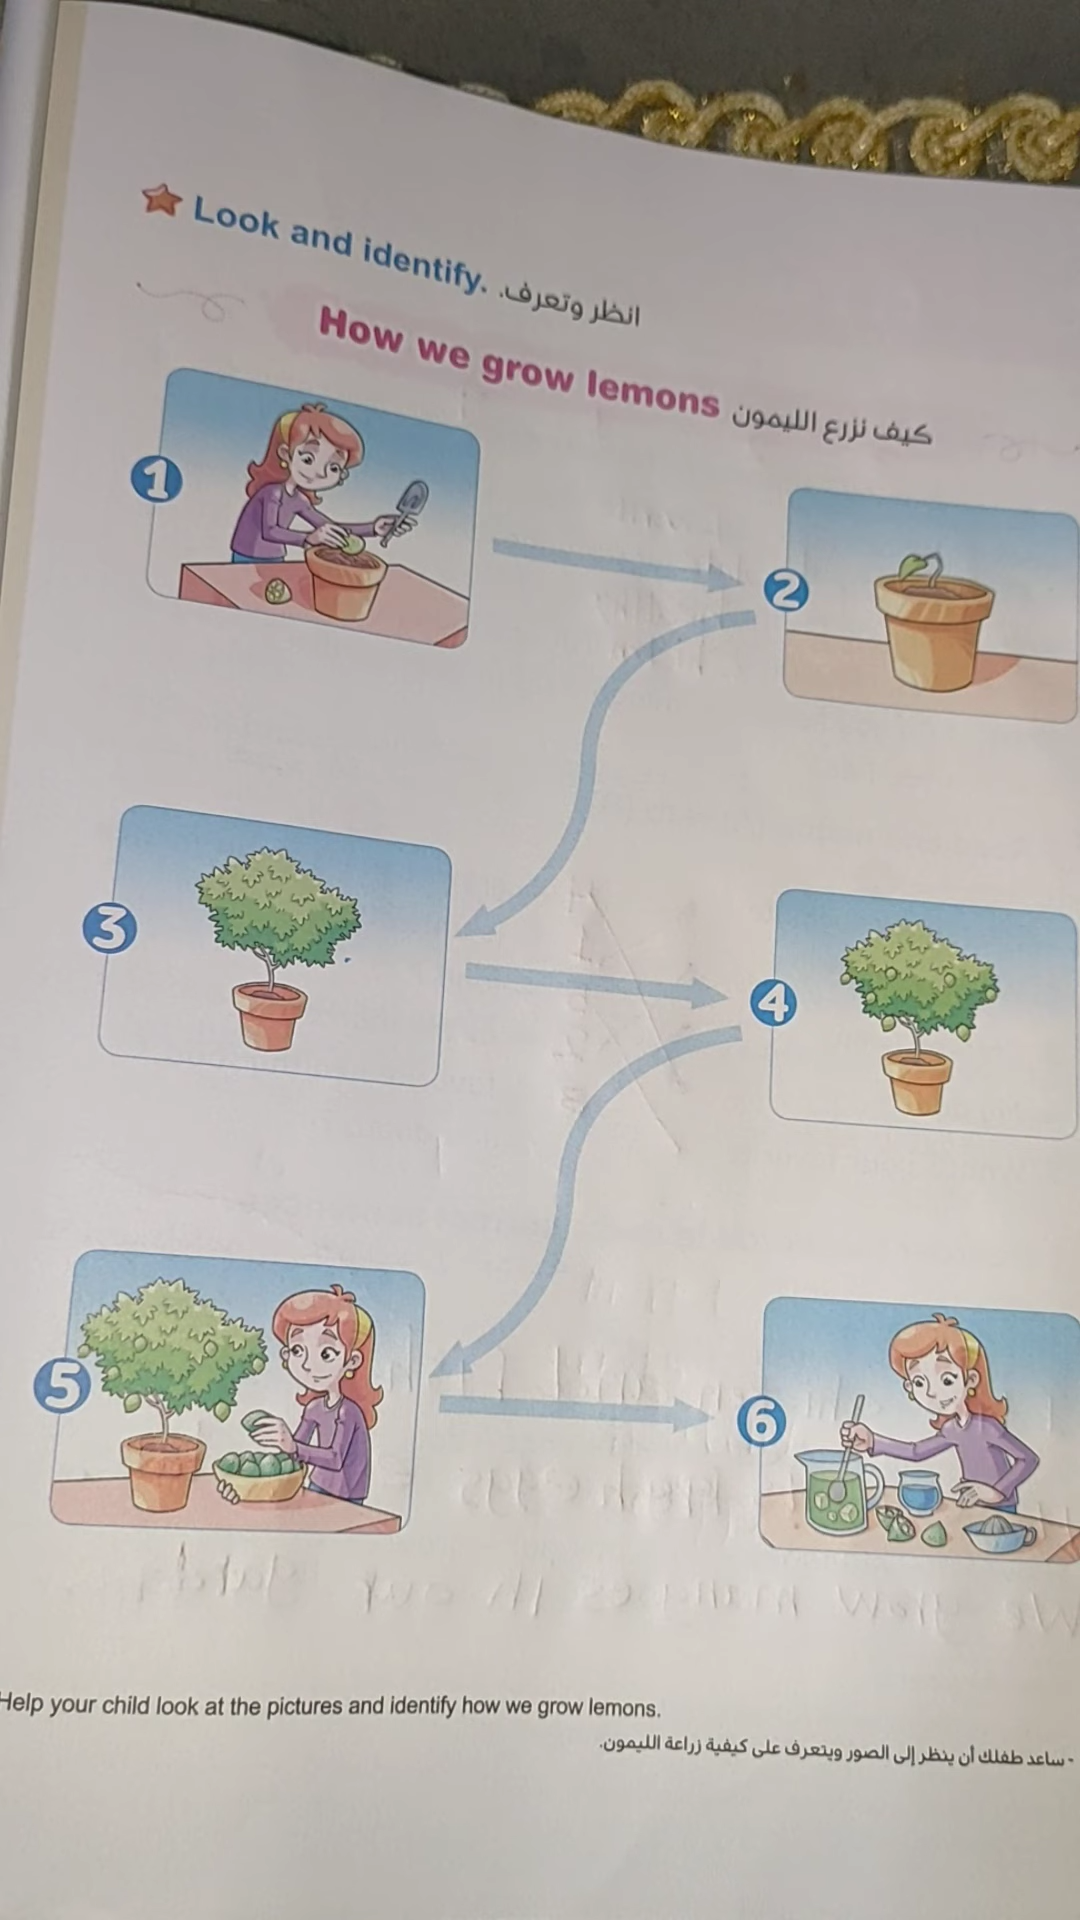 Look and identify. انظر وتعرف.
How we grow lemons كيف نزرع الليمون
1
2
3
4
5
6
Help your child look at the pictures and identify how we grow lemons.
- ساعد طفلك أن ينظر إلى الصور ويتعرف على كيفية زراعة الليمون.